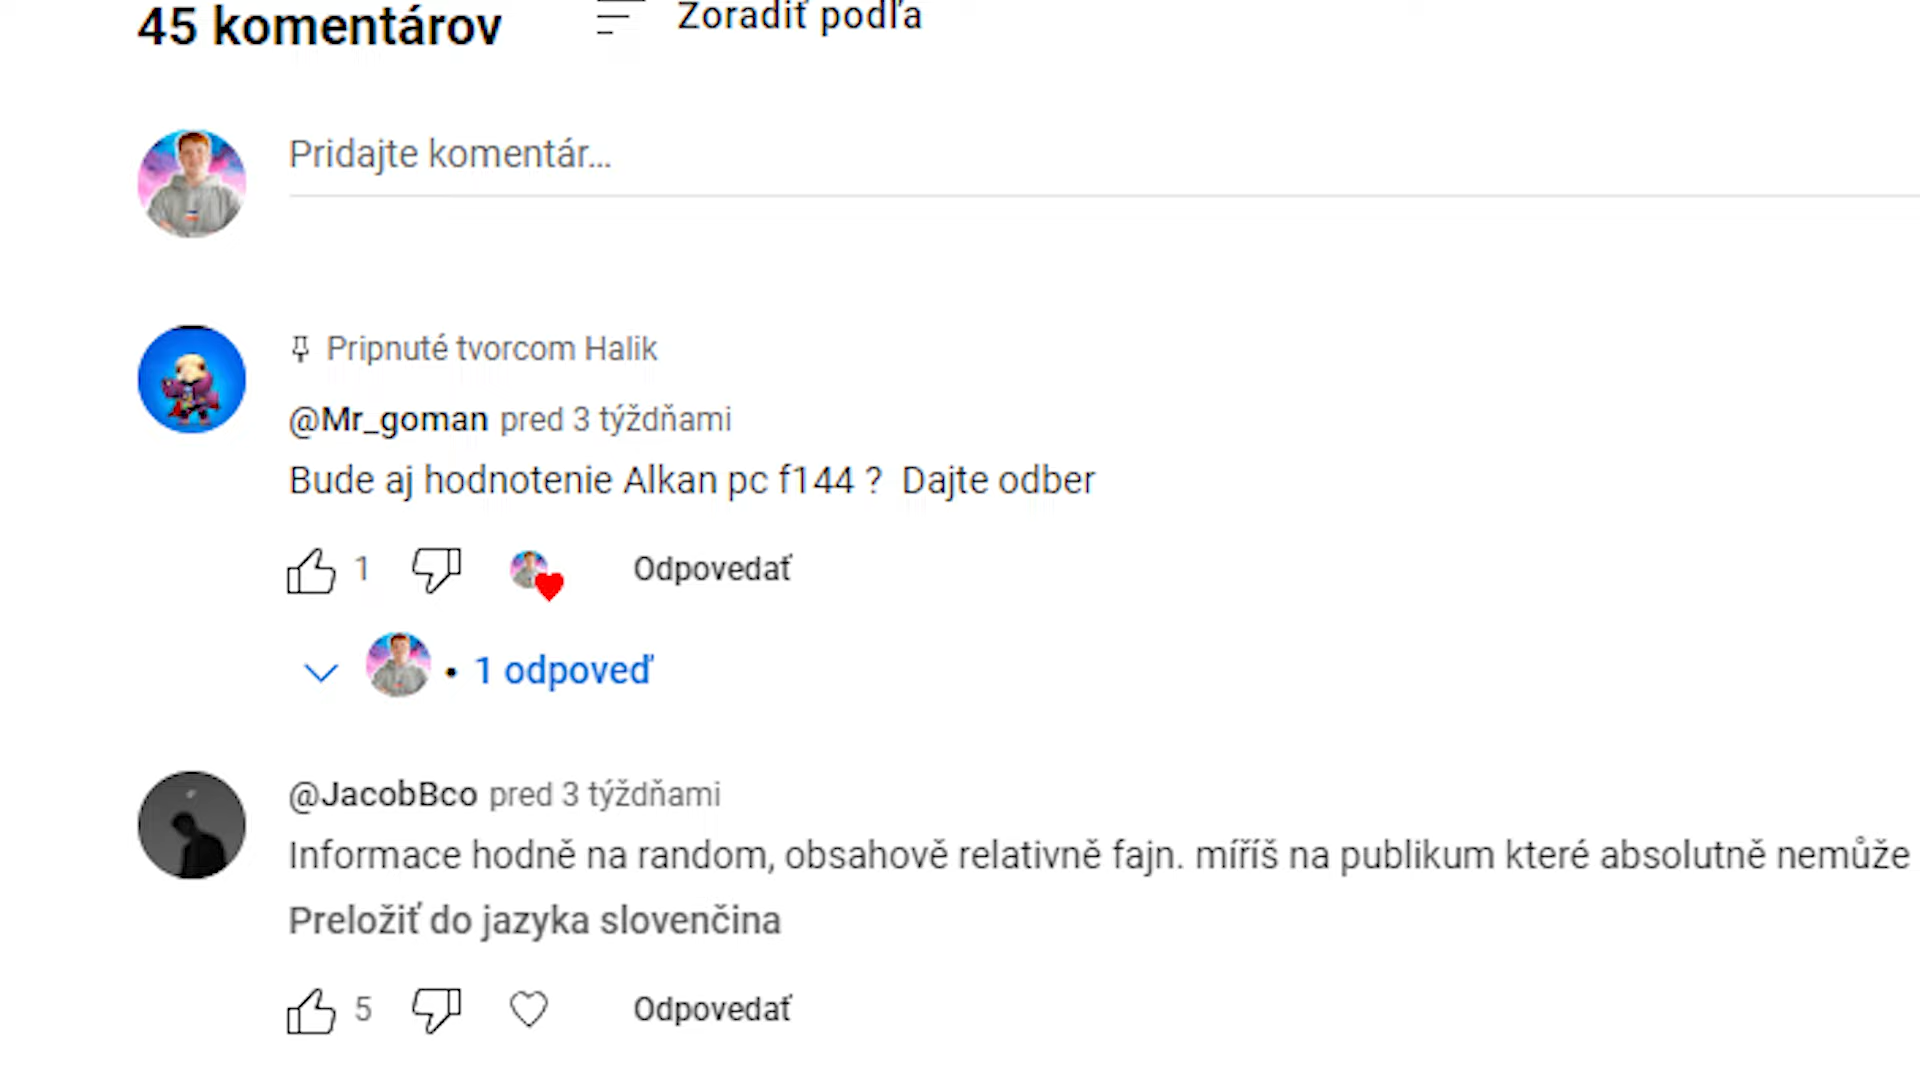 45 komentárov
Zoradiť podľa
Pridajte komentár...
Pripnuté tvorcom Halik
@Mr_goman pred 3 týždňami
Bude aj hodnotenie Alkan pc f144 ? Dajte odber
1 Odpovedať
• 1 odpoveď
@JacobBco pred 3 týždňami
Informace hodně na random, obsahově relativně fajn. míříš na publikum které absolutně nemůže
Preložiť do jazyka slovenčina
5 Odpovedať